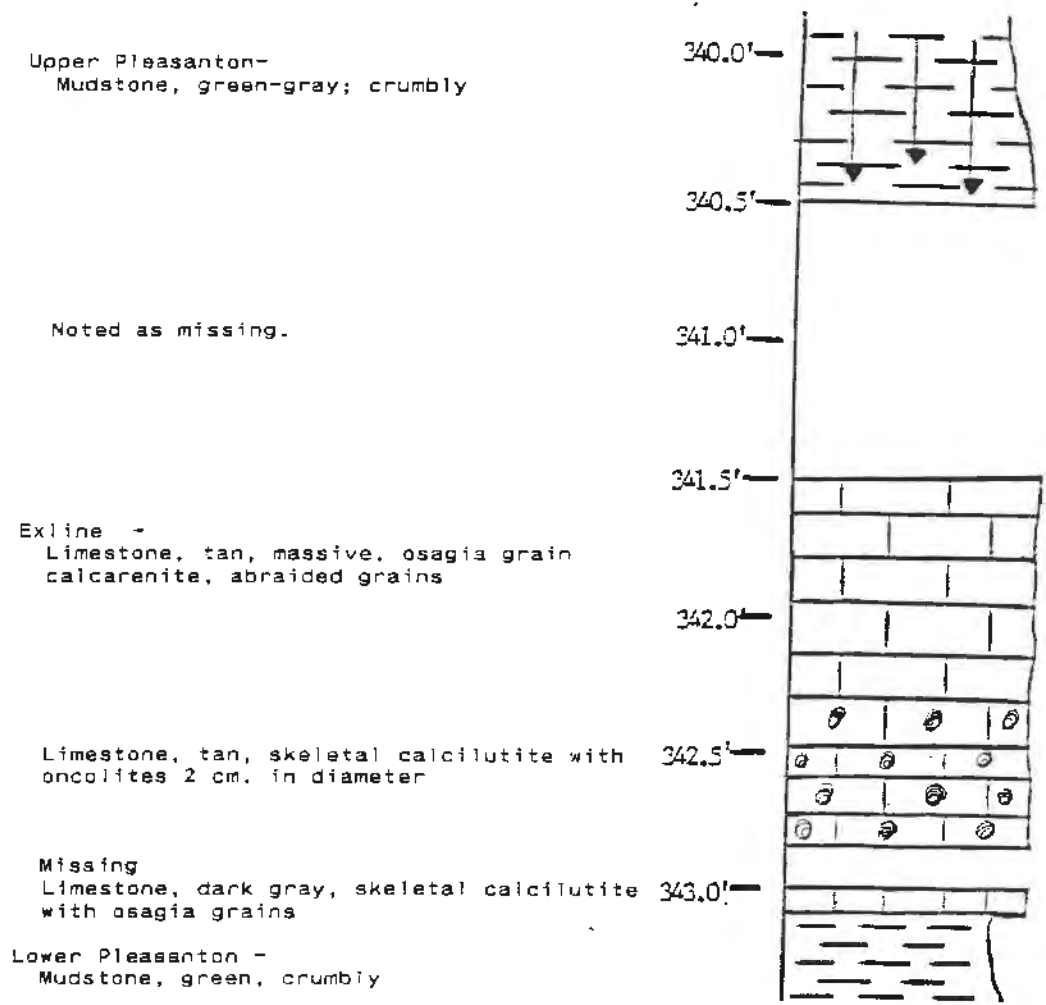 340.0'
Upper Pleasanton-
Mudstone, green-gray; crumbly
340.5'
Noted as missing.
341.0'
341.5'
Exline -
Limestone, tan, massive, osagia grain
calcarenite, abraided grains
342.0'
Limestone, tan, skeletal calcilutite with
oncolites 2 cm. in diameter
342.5'
Missing
Limestone, dark gray, skeletal calcilutite
with osagia grains
343.0'
Lower Pleasanton -
Mudstone, green, crumbly